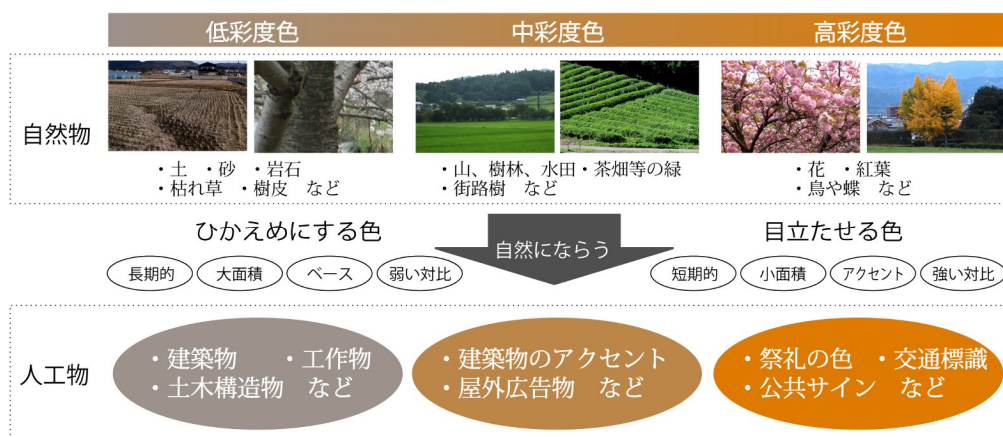 低彩度色 中彩度色 高彩度色
自然物
・土 ・砂 ・岩石
・枯れ草 ・樹皮 など
・山、樹林、水田・茶畑等の緑
・街路樹 など
・花 ・紅葉
・鳥や蝶 など
ひかえめにする色
自然にならう
目立たせる色
長期的 大面積 ベース 弱い対比
短期的 小面積 アクセント 強い対比
人工物
・建築物 ・工作物
・土木構造物 など
・建築物のアクセント
・屋外広告物 など
・祭礼の色 ・交通標識
・公共サイン など